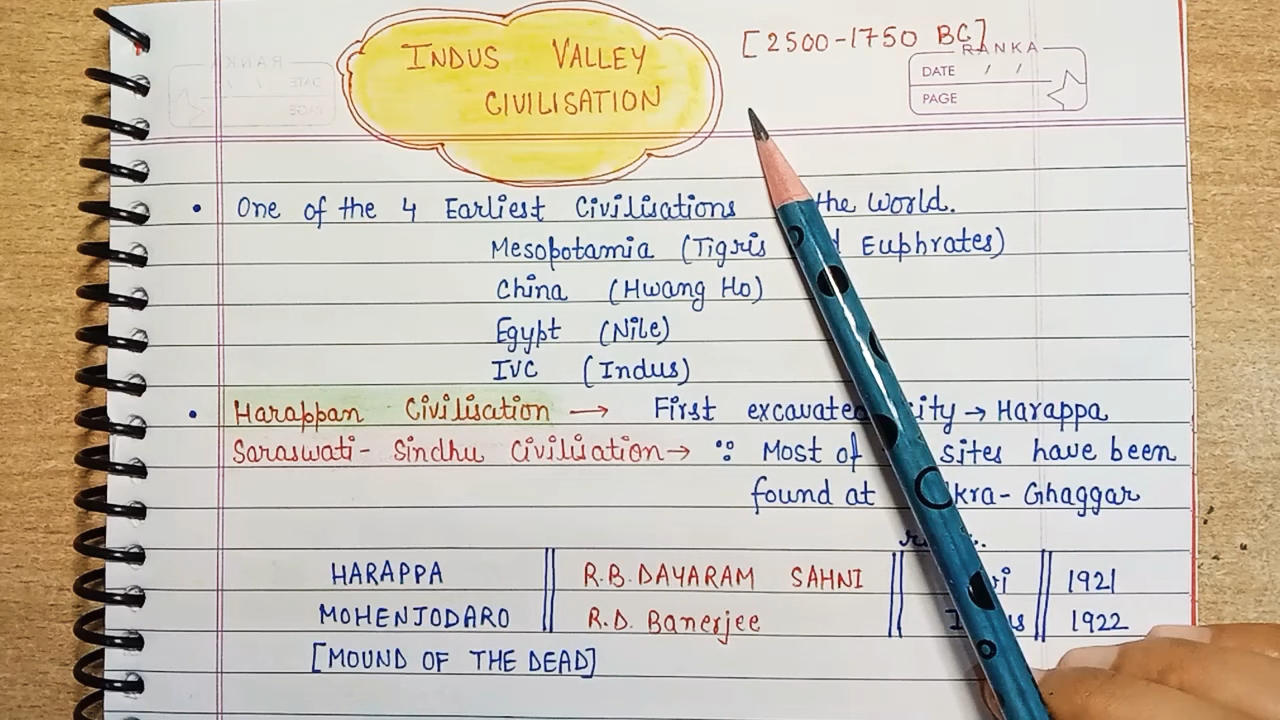 INDUS VALLEY CIVILISATION
[2500-1750 BC]
RANKA
DATE / /
PAGE
• One of the 4 Earliest Civilisations the World.
Mesopotamia (Tigris Euphrates)
China (Hwang Ho)
Egypt (Nile)
IVC (Indus)
• Harappan Civilisation → First excavated city → Harappa
Saraswati- Sindhu Civilisation → ∵ Most of sites have been
found at Ghaggar
HARAPPA R.B. DAYARAM SAHNI 1921
MOHENJODARO R.D. Banerjee 1922
[MOUND OF THE DEAD]